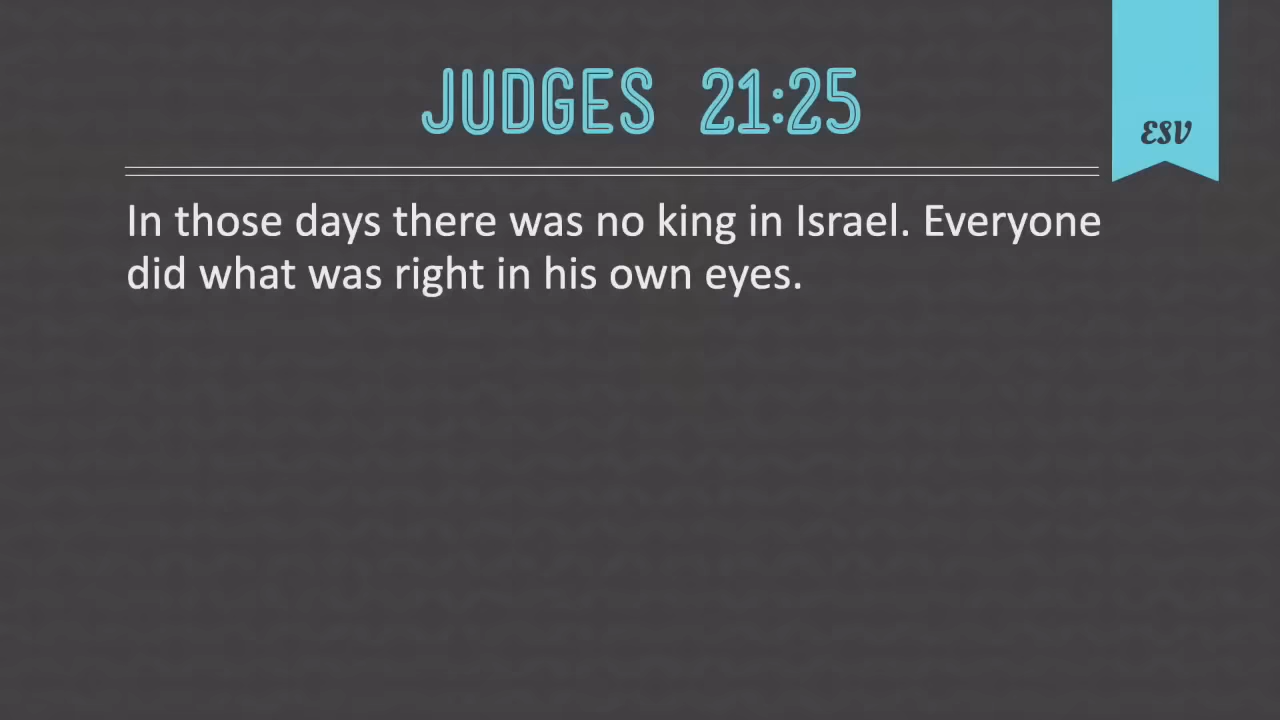 JUDGES 21:25
ESV
In those days there was no king in Israel. Everyone
did what was right in his own eyes.